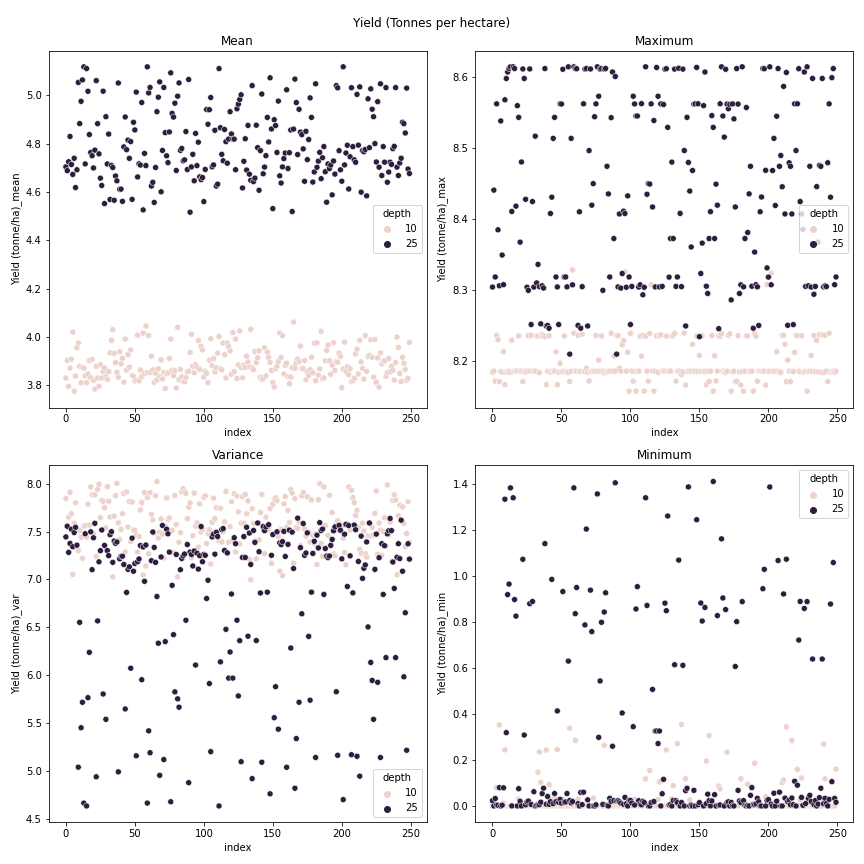 Yield (Tonnes per hectare)
Mean
Yield (tonne/ha)_mean
5.0
4.8
4.6
4.4
4.2
4.0
3.8
depth
10
25
0 50 100 150 200 250
index
Maximum
Yield (tonne/ha)_max
8.6
8.5
8.4
8.3
8.2
depth
10
25
0 50 100 150 200 250
index
Variance
Yield (tonne/ha)_var
8.0
7.5
7.0
6.5
6.0
5.5
5.0
4.5
depth
10
25
0 50 100 150 200 250
index
Minimum
Yield (tonne/ha)_min
1.4
1.2
1.0
0.8
0.6
0.4
0.2
0.0
depth
10
25
0 50 100 150 200 250
index